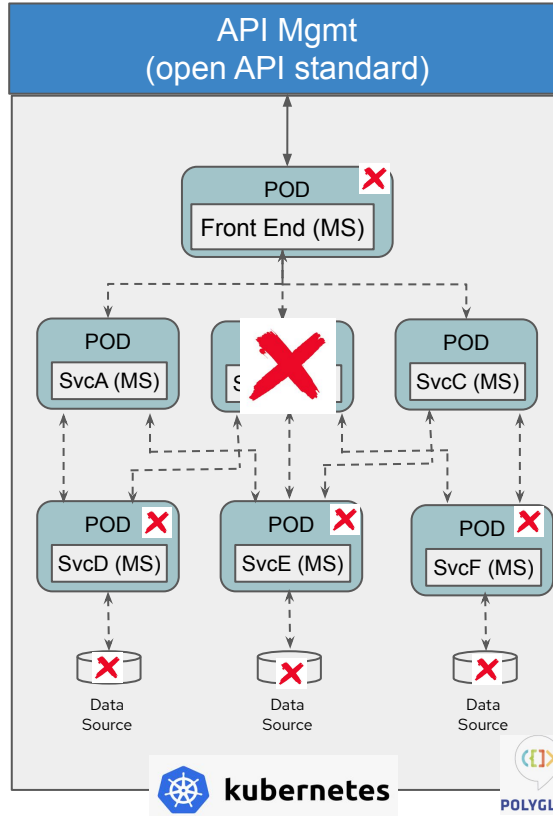 API Mgmt
(open API standard)
POD
Front End (MS)
POD
POD
SvcA (MS)
S
SvcC (MS)
POD
POD
POD
SvcD (MS)
SvcE (MS)
SvcF (MS)
Data
Source
Data
Source
Data
Source
kubernetes
POLYGL